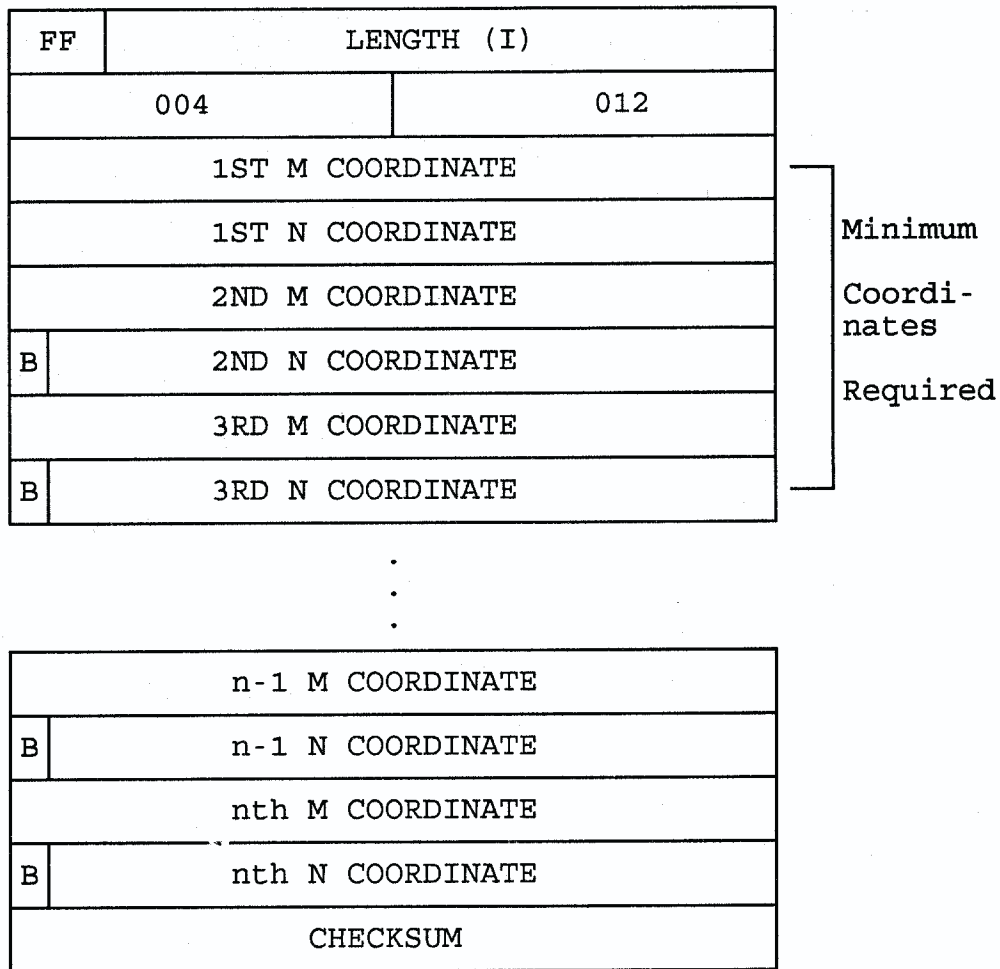 FF LENGTH (I)
004 012
1ST M COORDINATE
1ST N COORDINATE
2ND M COORDINATE
B 2ND N COORDINATE
3RD M COORDINATE
B 3RD N COORDINATE
Minimum
Coordi-
nates
Required
.
.
.
n-1 M COORDINATE
B n-1 N COORDINATE
nth M COORDINATE
B nth N COORDINATE
CHECKSUM